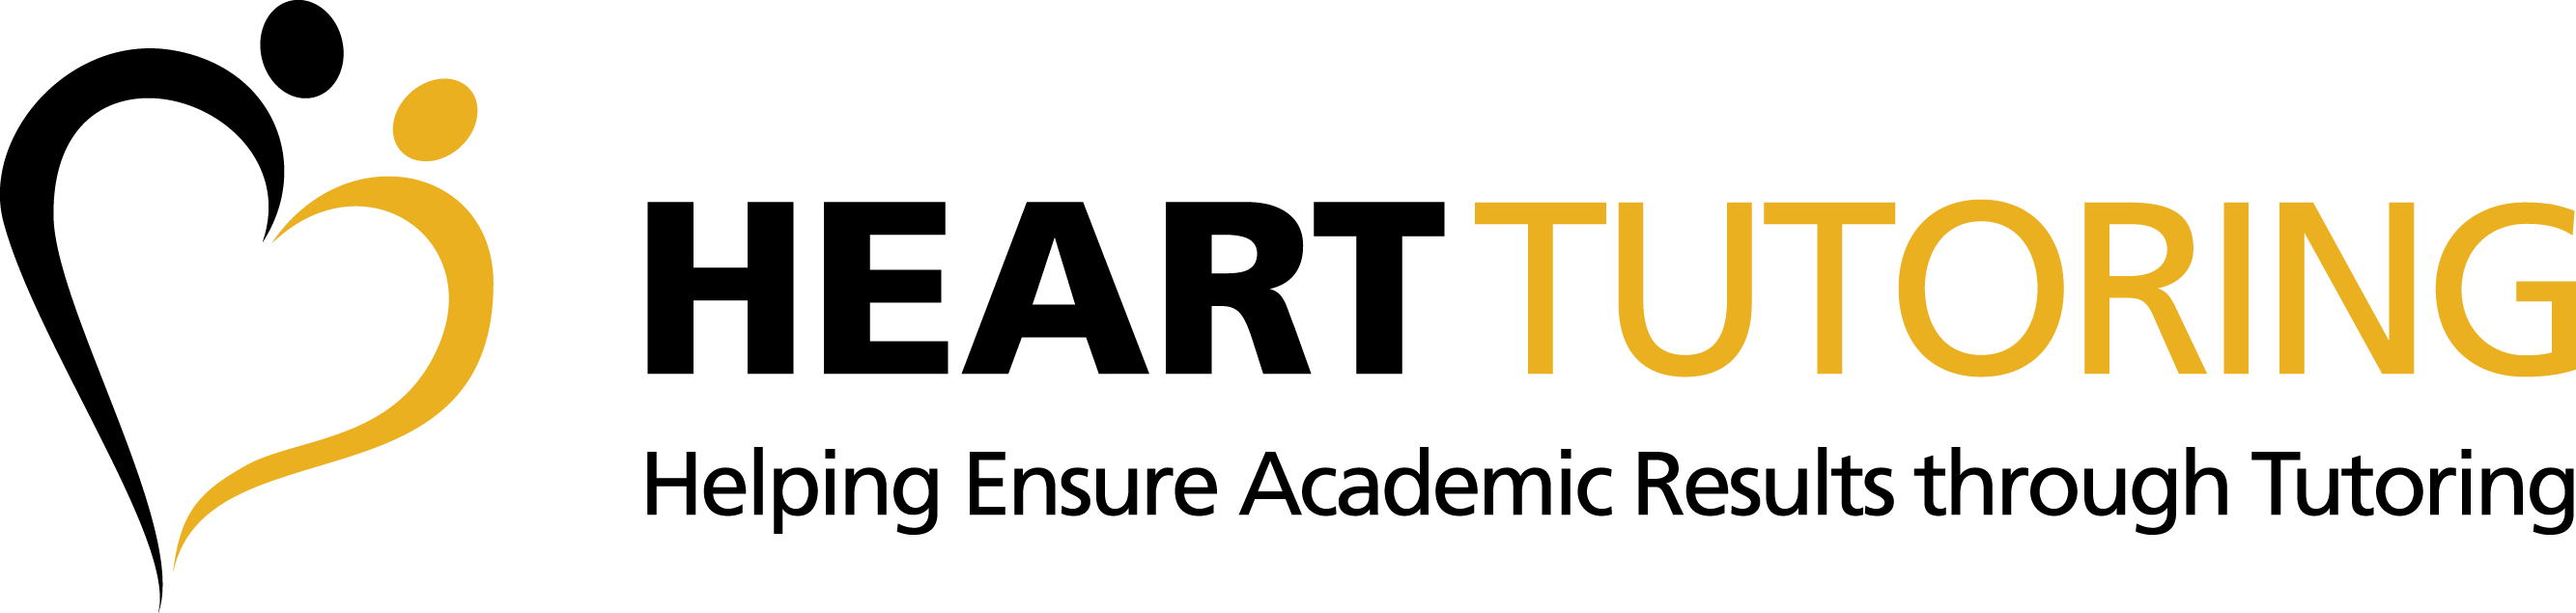 HEART TUTORING
Helping Ensure Academic Results through Tutoring